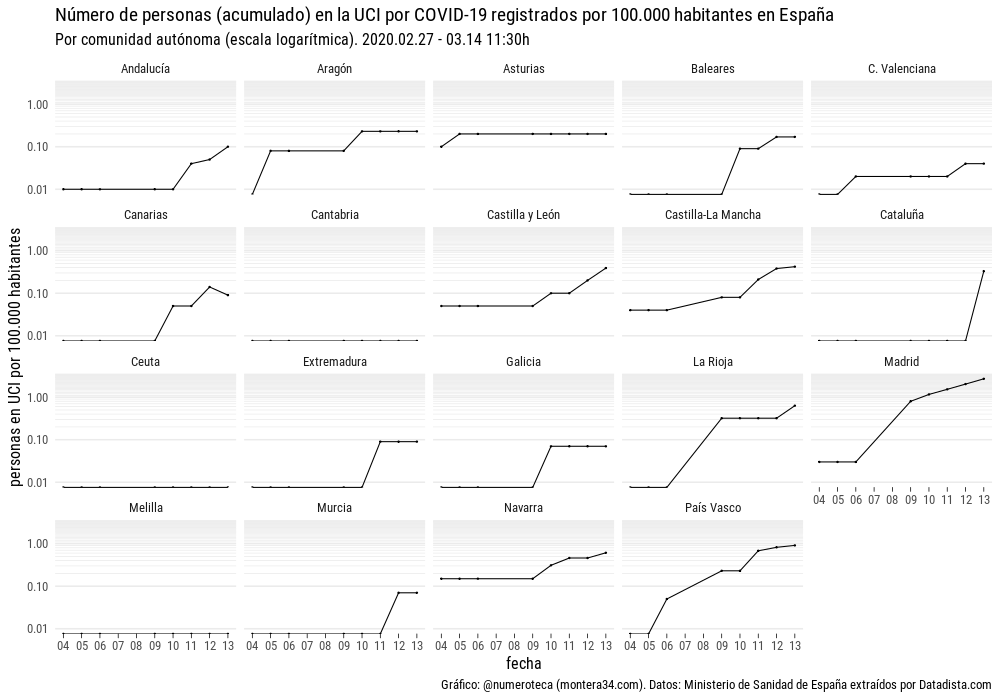 Número de personas (acumulado) en la UCI por COVID-19 registrados por 100.000 habitantes en España
Por comunidad autónoma (escala logarítmica). 2020.02.27 - 03.14 11:30h
Andalucía Aragón Asturias Baleares C. Valenciana
1.00
0.10
0.01
Canarias Cantabria Castilla y León Castilla-La Mancha Cataluña
1.00
0.10
0.01
Ceuta Extremadura Galicia La Rioja Madrid
1.00
0.10
0.01
04 05 06 07 08 09 10 11 12 13
Melilla Murcia Navarra País Vasco
1.00
0.10
0.01
04 05 06 07 08 09 10 11 12 13 04 05 06 07 08 09 10 11 12 13 04 05 06 07 08 09 10 11 12 13 04 05 06 07 08 09 10 11 12 13
personas en UCI por 100.000 habitantes
fecha
Gráfico: @numeroteca (montera34.com). Datos: Ministerio de Sanidad de España extraídos por Datadista.com